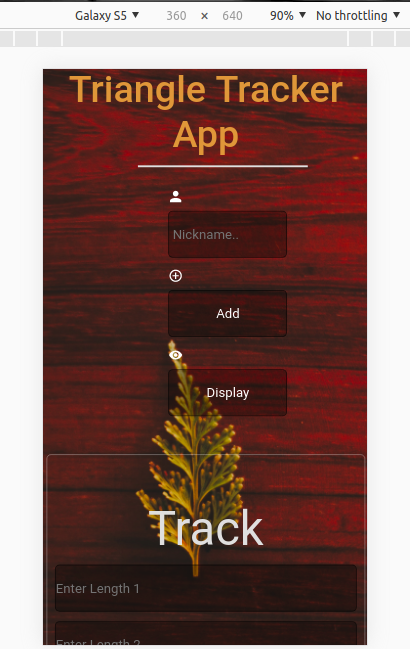 Galaxy S5 360 × 640 90% No throttling
Triangle Tracker
App
Nickname..
Add
Display
Track
Enter Length 1
Enter Length 2